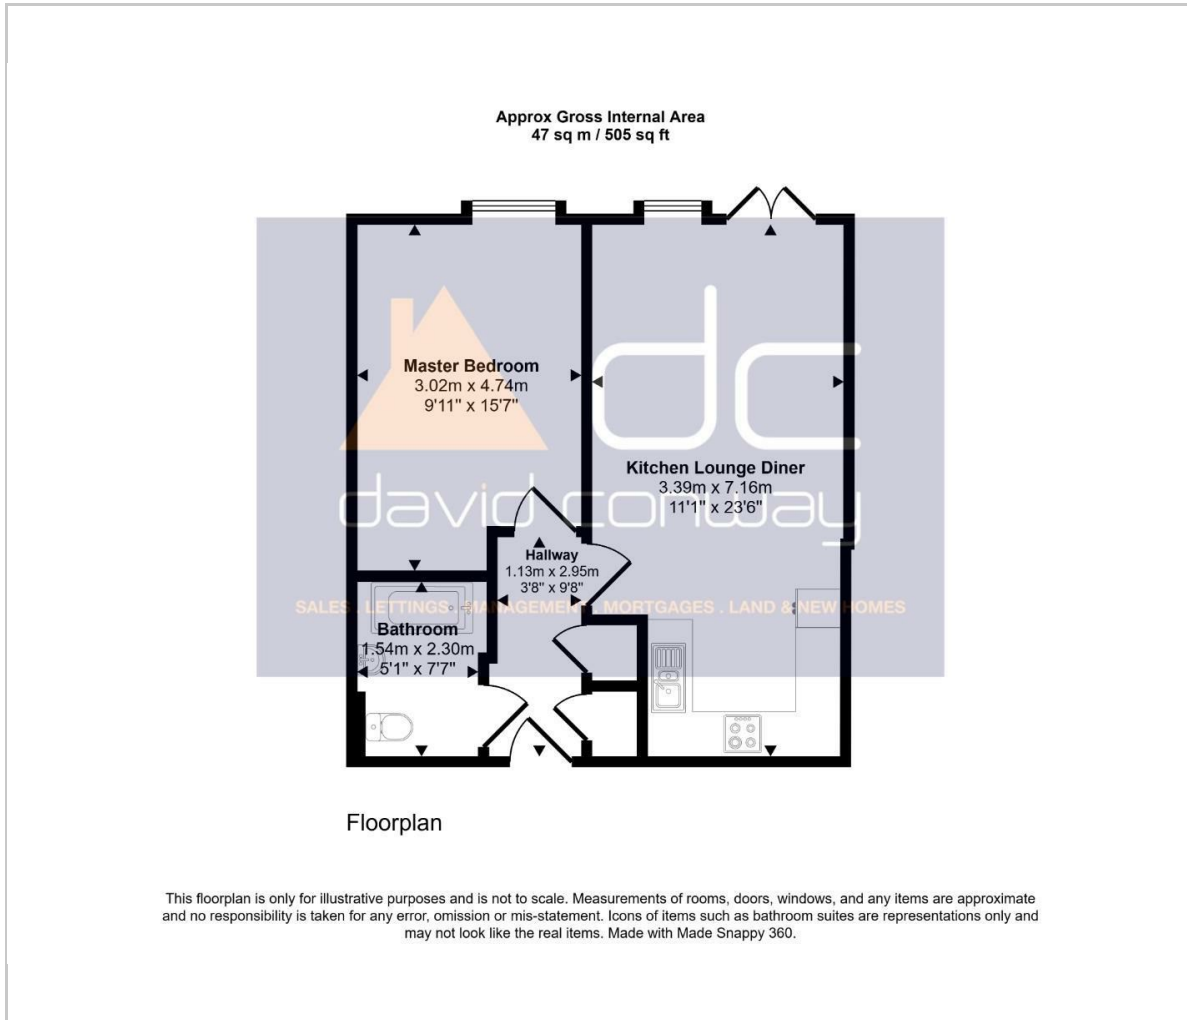 Approx Gross Internal Area
47 sq m / 505 sq ft
Master Bedroom
3.02m x 4.74m
9'11" x 15'7"
dc
Kitchen Lounge Diner
3.39m x 7.16m
11'1" x 23'6"
david conway
Hallway
1.13m x 2.95m
3'8" x 9'8"
SALES . LETTINGS . MANAGEMENT . MORTGAGES . LAND & NEW HOMES
Bathroom
1.54m x 2.30m
5'1" x 7'7"
Floorplan
This floorplan is only for illustrative purposes and is not to scale. Measurements of rooms, doors, windows, and any items are approximate
and no responsibility is taken for any error, omission or mis-statement. Icons of items such as bathroom suites are representations only and
may not look like the real items. Made with Made Snappy 360.